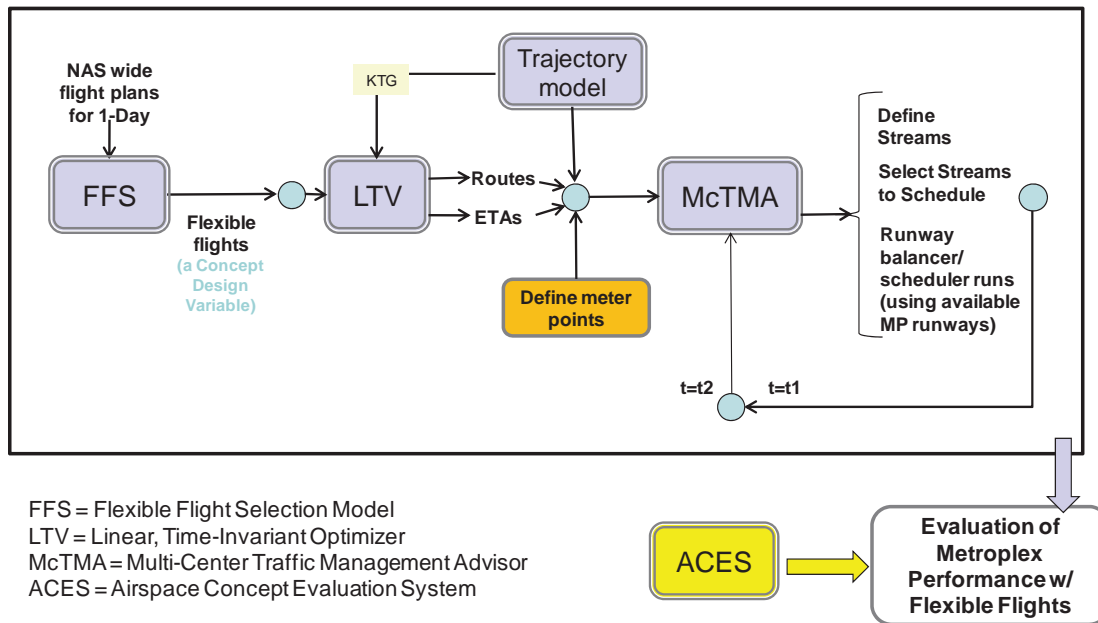 NAS wide
flight plans
for 1-Day
FFS
Flexible
flights
(a Concept
Design
Variable)
KTG
LTV
Trajectory
model
Routes
ETAs
Define meter
points
McTMA
Define
Streams
Select Streams
to Schedule
Runway
balancer/
scheduler runs
(using available
MP runways)
t=t2
t=t1
FFS = Flexible Flight Selection Model
LTV = Linear, Time-Invariant Optimizer
McTMA = Multi-Center Traffic Management Advisor
ACES = Airspace Concept Evaluation System
ACES
Evaluation of
Metroplex
Performance w/
Flexible Flights